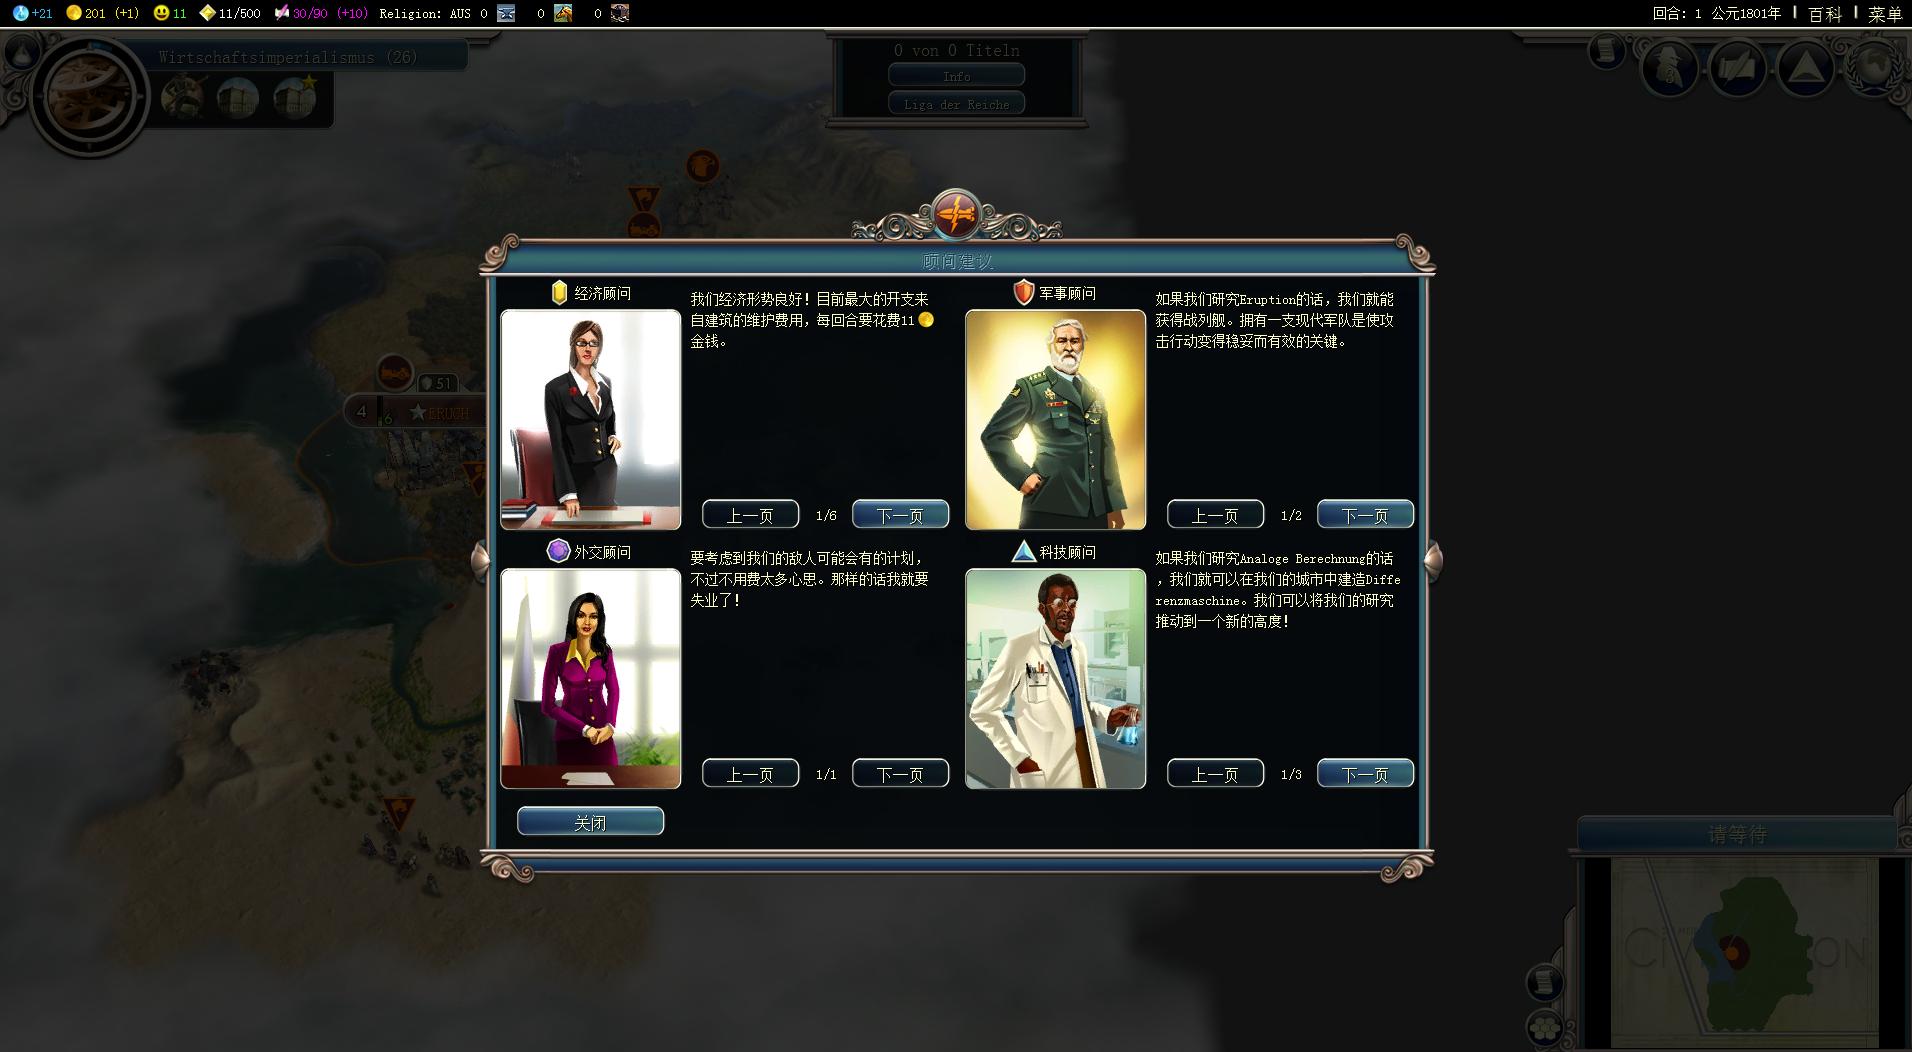 +21 201 (+1) 11 11/500 30/90 (+10) Religion: AUS 0 0 0
回合: 1 公元1801年 百科 菜单
Wirtschaftsimperialismus (26)
0 von 0 Titeln
Info
Liga der Reiche
3
顾问建议
经济顾问
我们经济形势良好！目前最大的开支来
自建筑的维护费用，每回合要花费11
金钱。
上一页 1/6 下一页
军事顾问
如果我们研究Eruption的话，我们就能
获得战列舰。拥有一支现代军队是使攻
击行动变得稳妥而有效的关键。
上一页 1/2 下一页
51
4 6 ERUCH
外交顾问
要考虑到我们的敌人可能会有的计划，
不过不用费太多心思。那样的话我就要
失业了！
上一页 1/1 下一页
科技顾问
如果我们研究Analoge Berechnung的话
，我们就可以在我们的城市中建造Diffe
renzmaschine。我们可以将我们的研究
推动到一个新的高度！
上一页 1/3 下一页
关闭
请等待